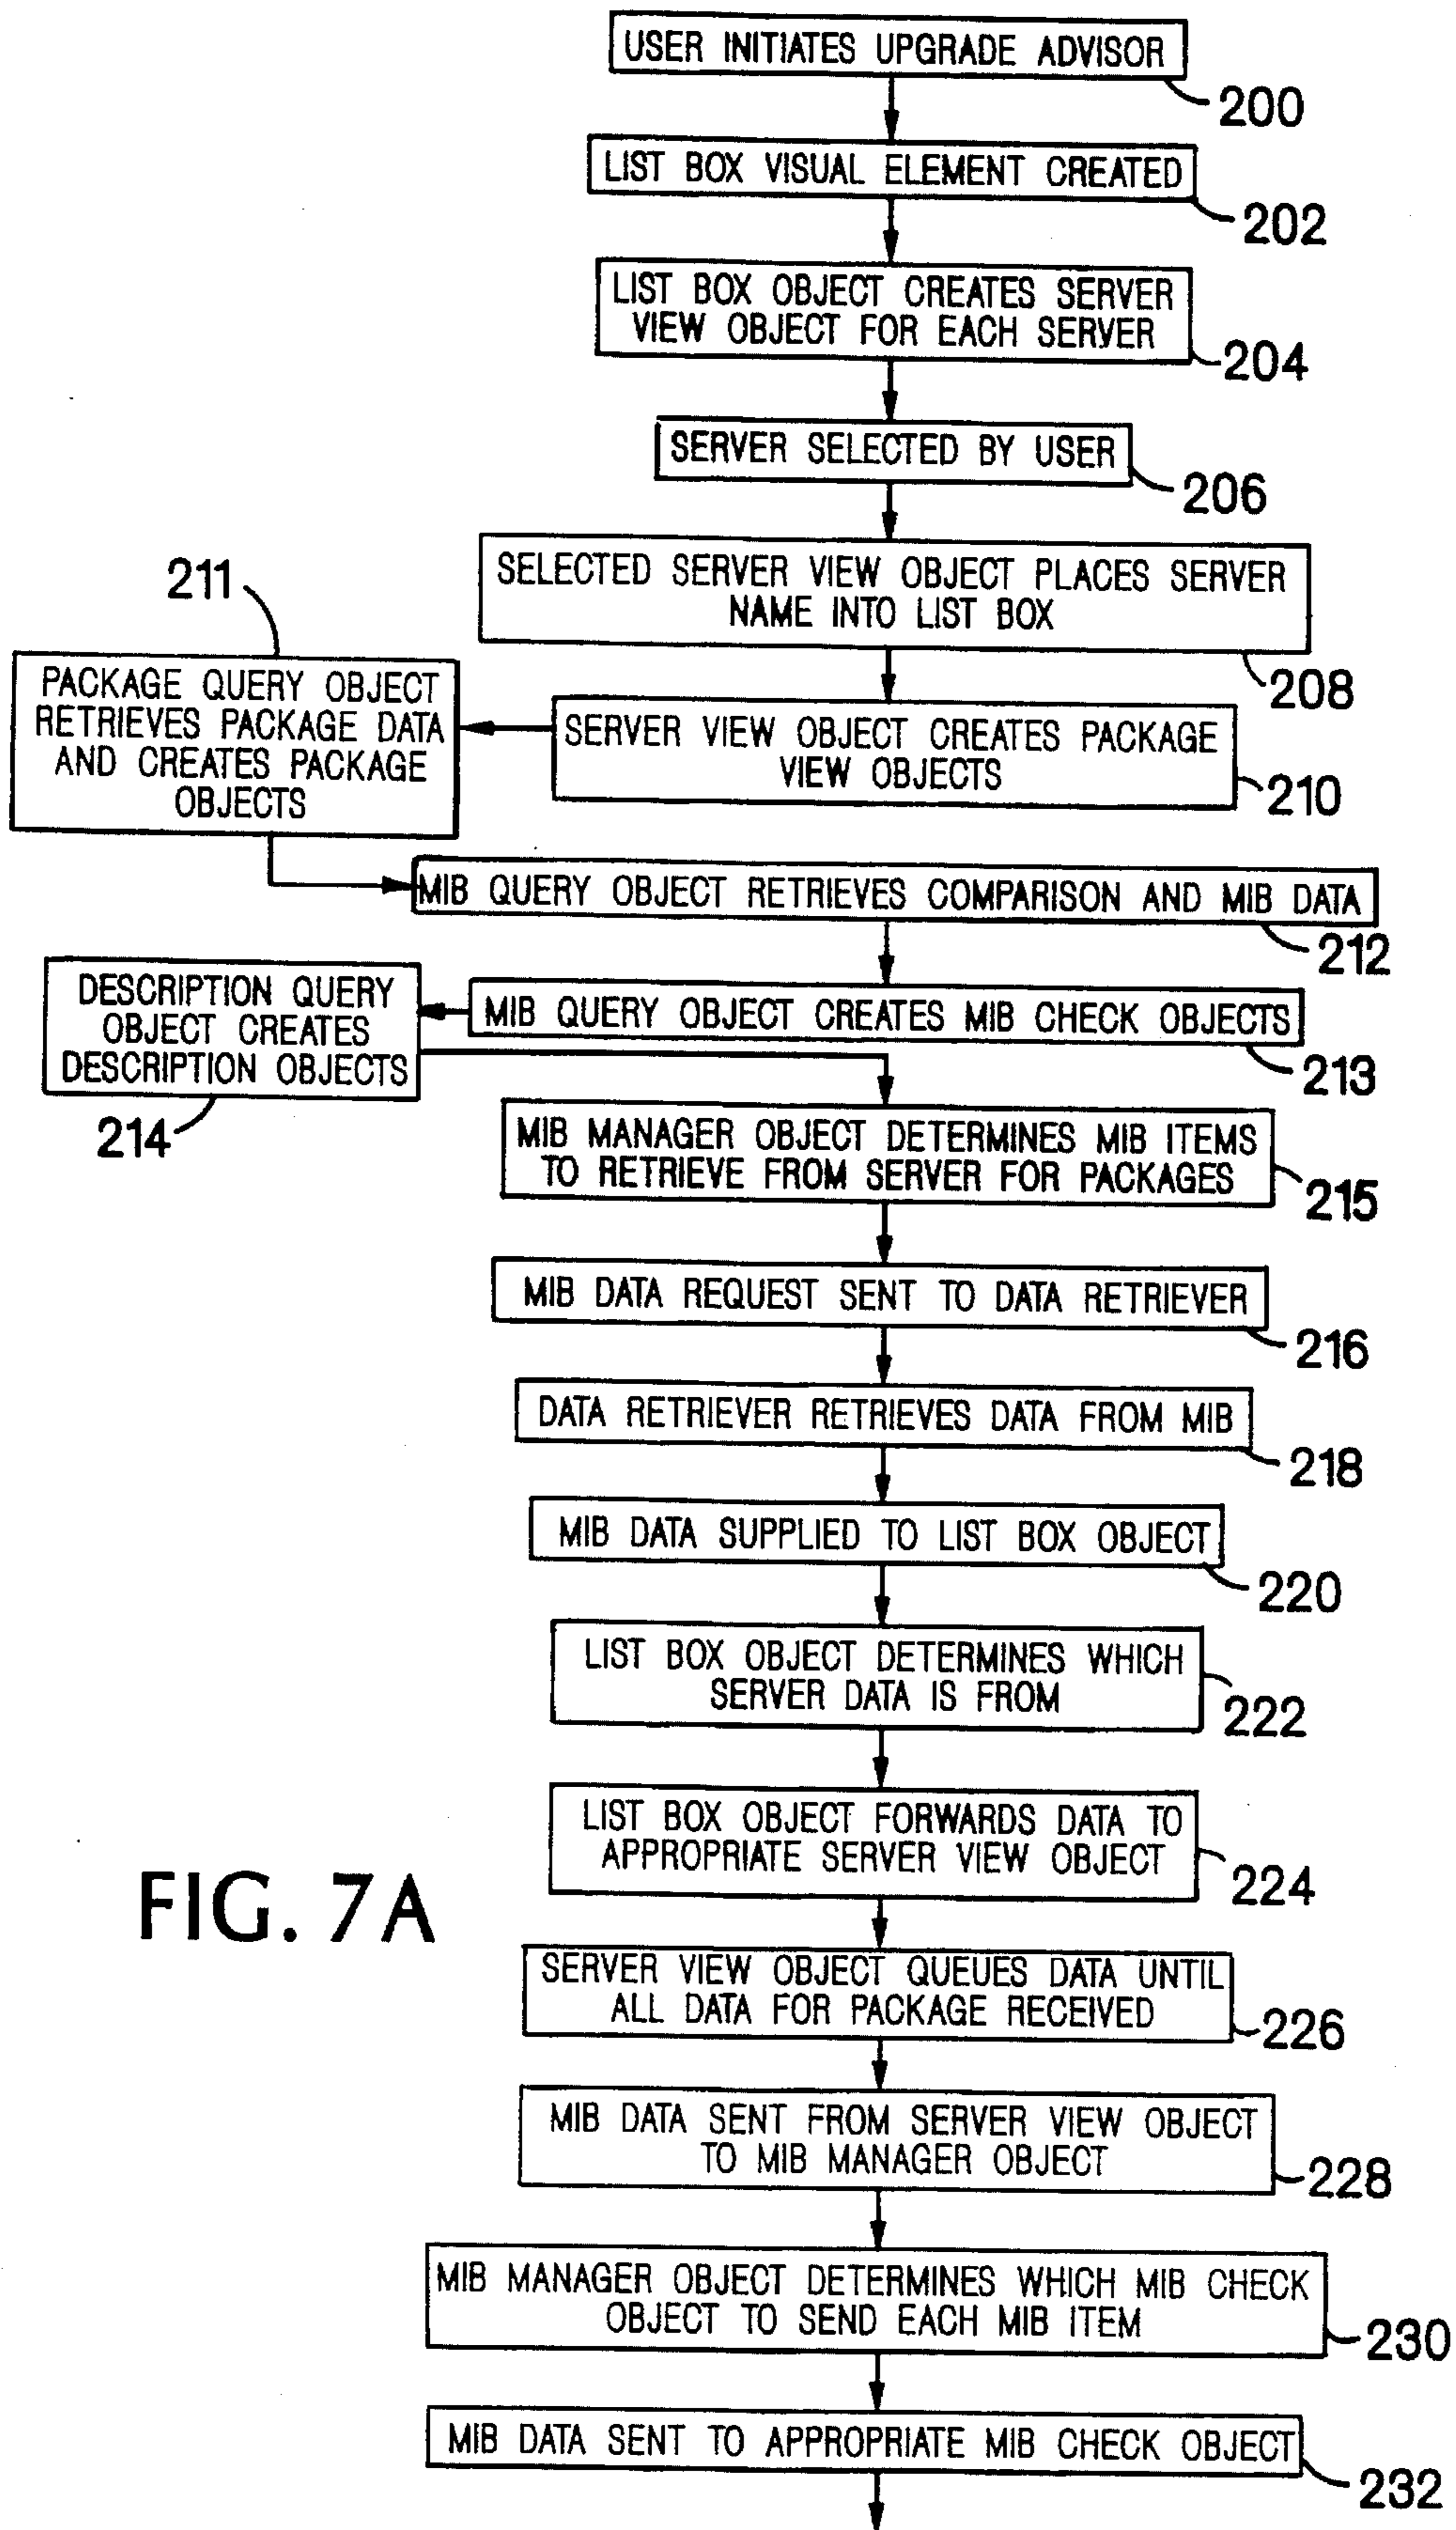 USER INITIATES UPGRADE ADVISOR
200
LIST BOX VISUAL ELEMENT CREATED
202
LIST BOX OBJECT CREATES SERVER
VIEW OBJECT FOR EACH SERVER
204
SERVER SELECTED BY USER
206
SELECTED SERVER VIEW OBJECT PLACES SERVER
NAME INTO LIST BOX
208
SERVER VIEW OBJECT CREATES PACKAGE
VIEW OBJECTS
210
211
PACKAGE QUERY OBJECT
RETRIEVES PACKAGE DATA
AND CREATES PACKAGE
OBJECTS
MIB QUERY OBJECT RETRIEVES COMPARISON AND MIB DATA
212
MIB QUERY OBJECT CREATES MIB CHECK OBJECTS
213
DESCRIPTION QUERY
OBJECT CREATES
DESCRIPTION OBJECTS
214
MIB MANAGER OBJECT DETERMINES MIB ITEMS
TO RETRIEVE FROM SERVER FOR PACKAGES
215
MIB DATA REQUEST SENT TO DATA RETRIEVER
216
DATA RETRIEVER RETRIEVES DATA FROM MIB
218
MIB DATA SUPPLIED TO LIST BOX OBJECT
220
LIST BOX OBJECT DETERMINES WHICH
SERVER DATA IS FROM
222
LIST BOX OBJECT FORWARDS DATA TO
APPROPRIATE SERVER VIEW OBJECT
224
FIG. 7A
SERVER VIEW OBJECT QUEUES DATA UNTIL
ALL DATA FOR PACKAGE RECEIVED
226
MIB DATA SENT FROM SERVER VIEW OBJECT
TO MIB MANAGER OBJECT
228
MIB MANAGER OBJECT DETERMINES WHICH MIB CHECK
OBJECT TO SEND EACH MIB ITEM
230
MIB DATA SENT TO APPROPRIATE MIB CHECK OBJECT
232